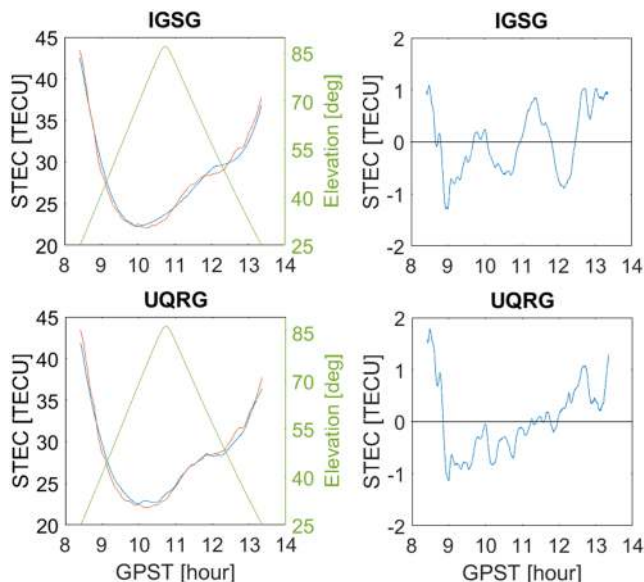 IGSG
IGSG
45
40
35
30
25
20
STEC [TECU]
85
70
55
40
25
Elevation [deg]
8 9 10 11 12 13 14
2
1
0
-1
-2
STEC [TECU]
8 9 10 11 12 13 14
UQRG
UQRG
45
40
35
30
25
20
STEC [TECU]
85
70
55
40
25
Elevation [deg]
8 9 10 11 12 13 14
GPST [hour]
2
1
0
-1
-2
STEC [TECU]
8 9 10 11 12 13 14
GPST [hour]